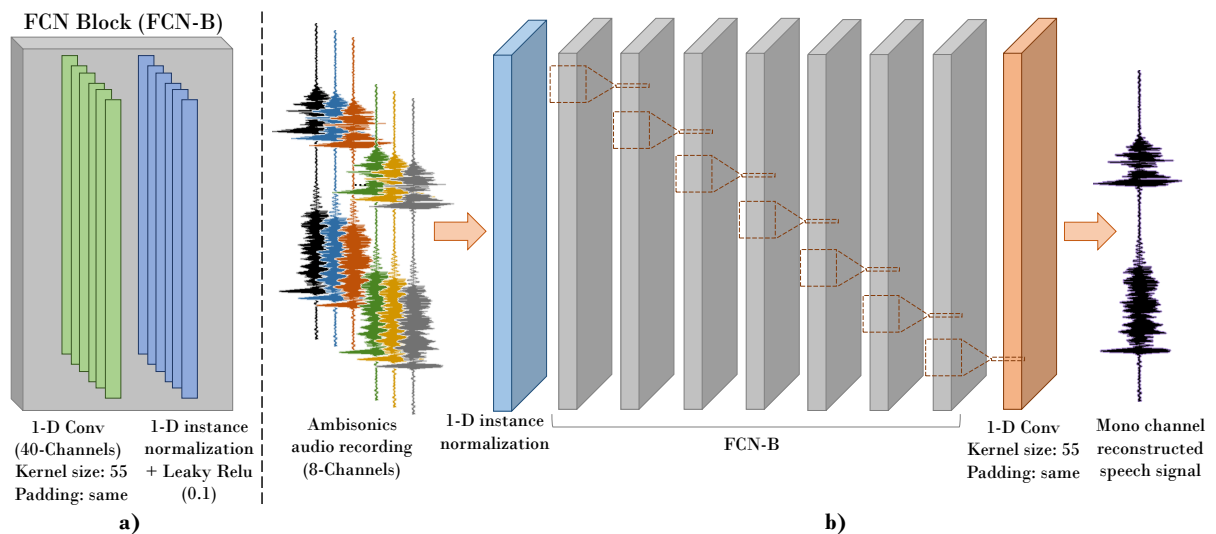 FCN Block (FCN-B)
1-D Conv
(40-Channels)
Kernel size: 55
Padding: same
1-D instance
normalization
+ Leaky Relu
(0.1)
a)
Ambisonics
audio recording
(8-Channels)
1-D instance
normalization
FCN-B
1-D Conv
Kernel size: 55
Padding: same
Mono channel
reconstructed
speech signal
b)